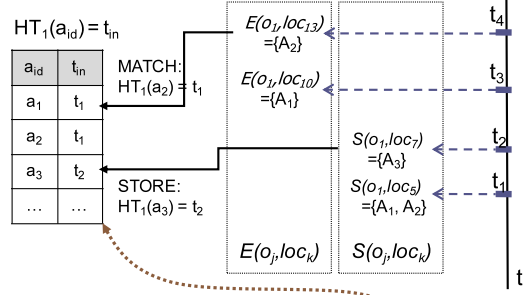 HT₁(aid) = tin
aid tin
a₁ t₁
a₂ t₁
a₃ t₂
... ...
MATCH:
HT₁(a₂) = t₁
STORE:
HT₁(a₃) = t₂
E(o₁,loc₁₃)
={A₂}
E(o₁,loc₁₀)
={A₁}
E(oⱼ,locₖ)
S(o₁,loc₇)
={A₃}
S(o₁,loc₅)
={A₁, A₂}
S(oⱼ,locₖ)
t₄
t₃
t₂
t₁
t